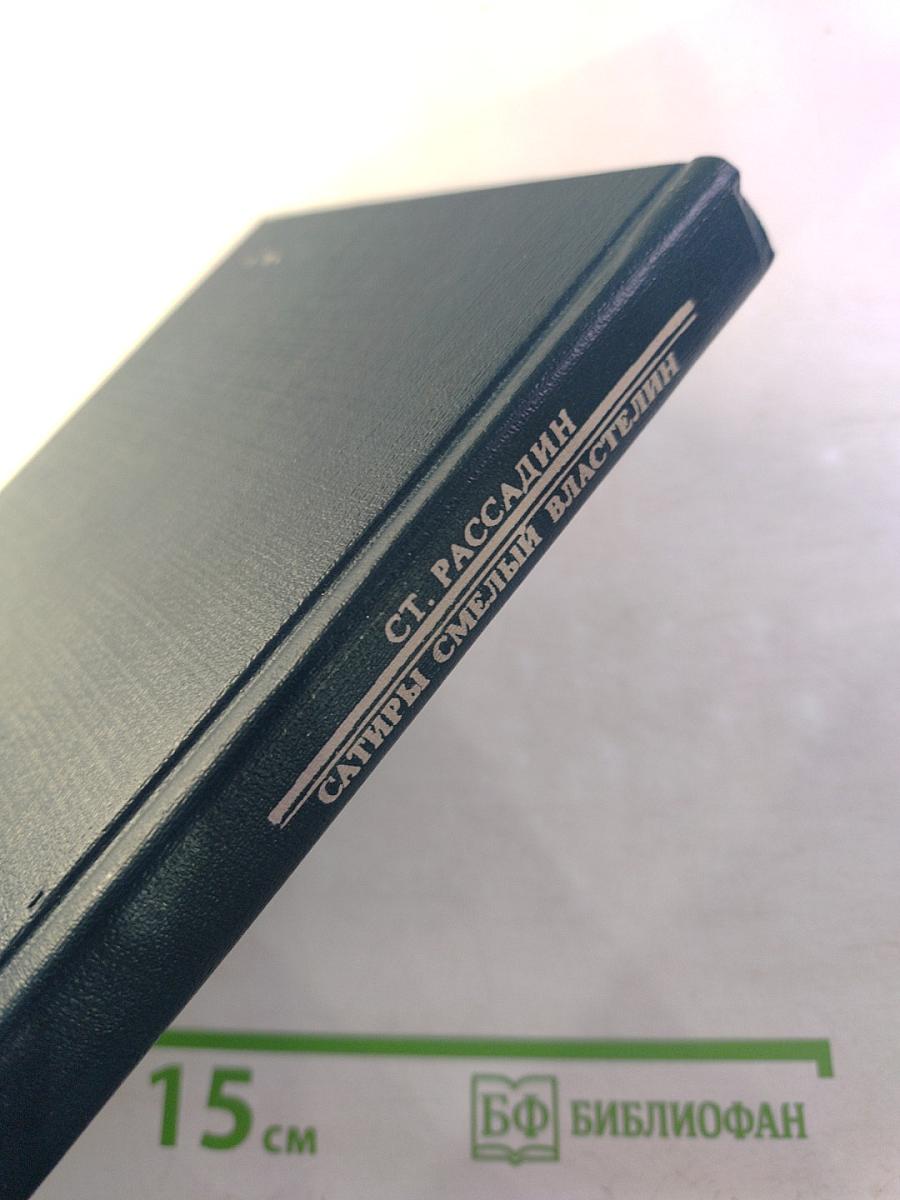 СТ. РАССАДИН
САТИРЫ СМЕЛЫЙ ВЛАСТЕЛИН
15 см
БФ БИБЛИОФАН